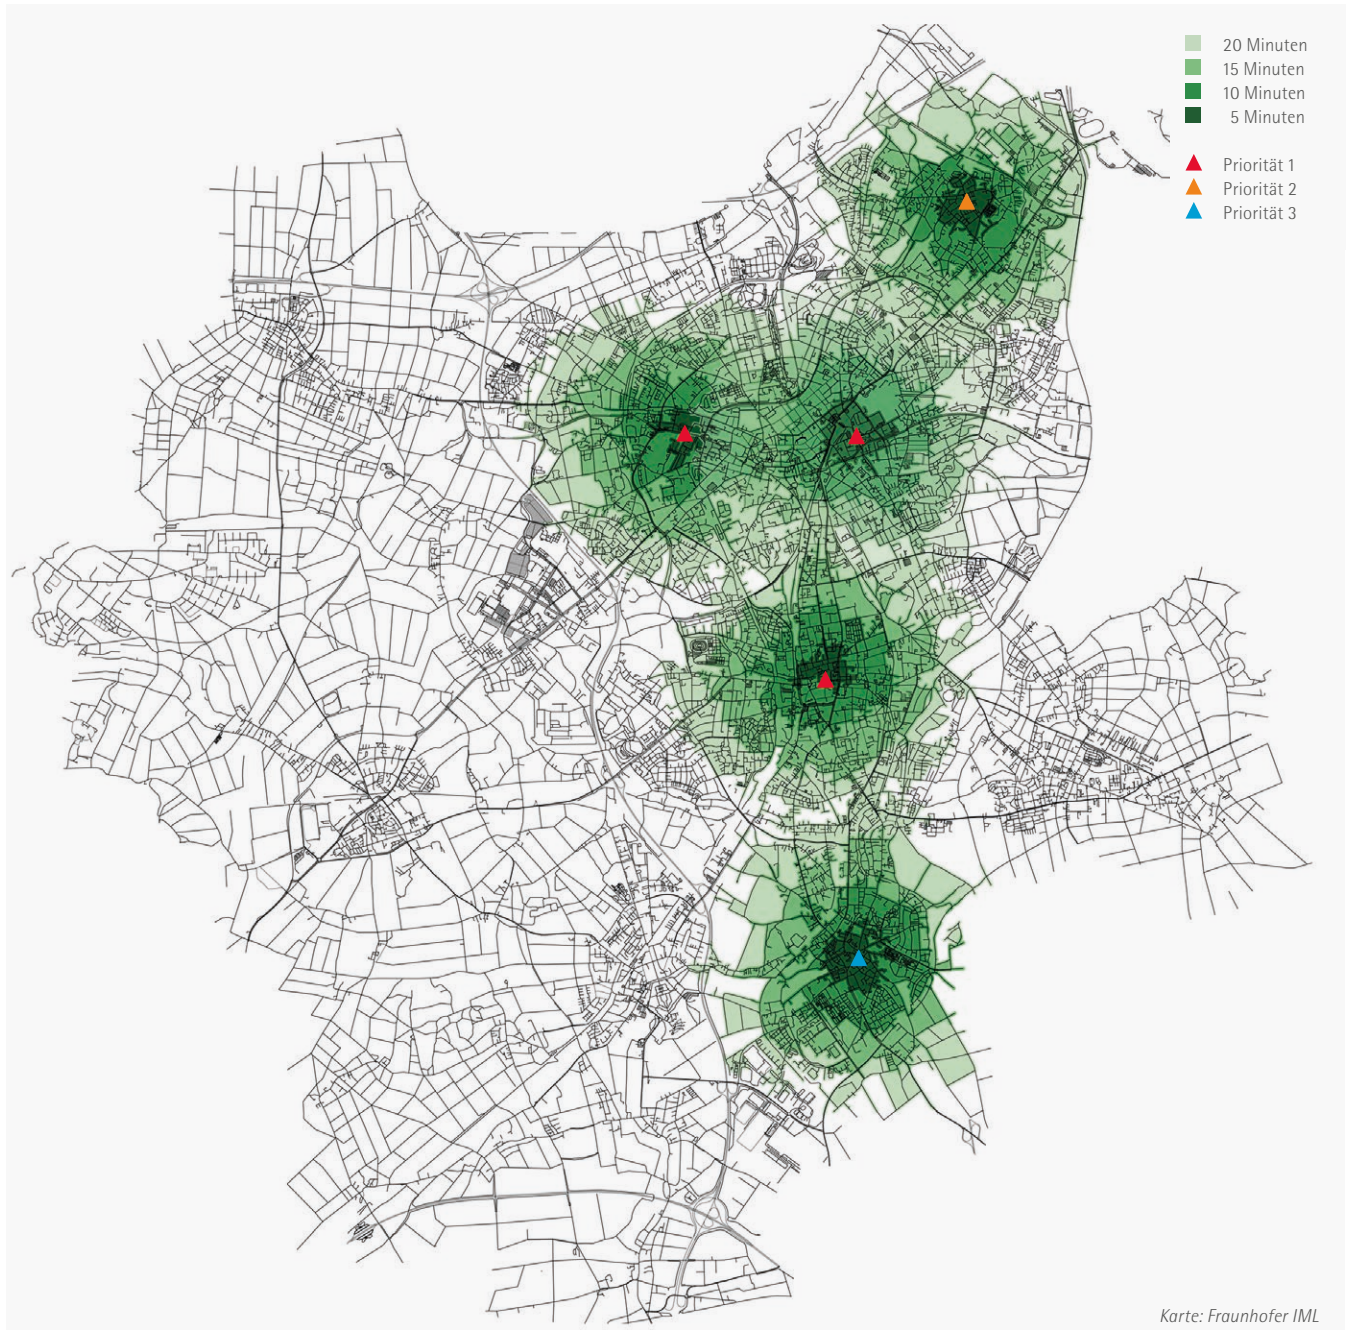 20 Minuten
15 Minuten
10 Minuten
5 Minuten
Priorität 1
Priorität 2
Priorität 3
Karte: Fraunhofer IML